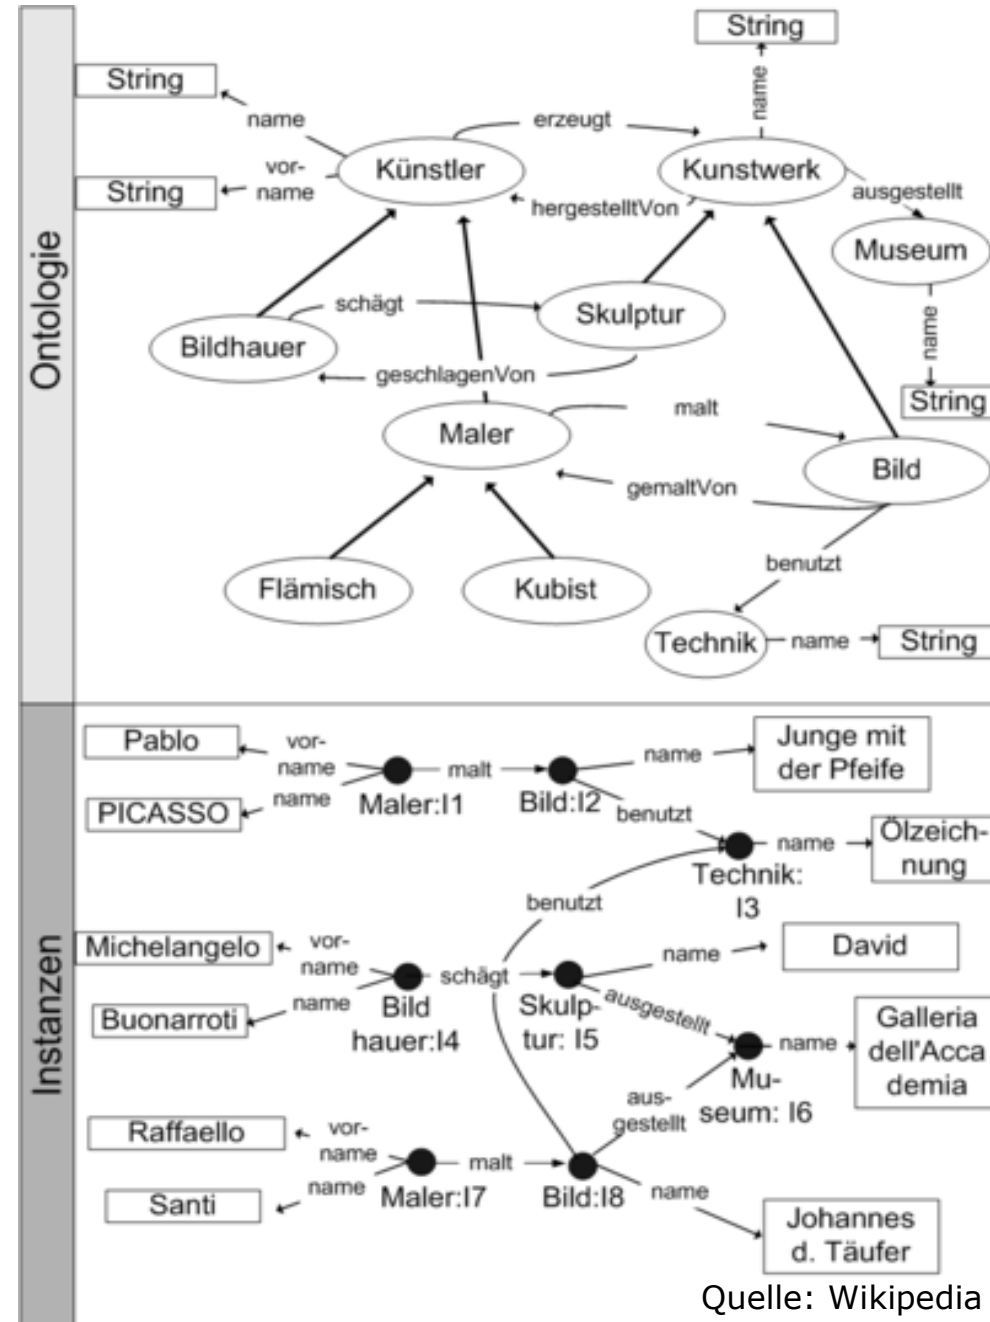 String
String
name
name
erzeugt
Künstler
Kunstwerk
vor-
name
String
ausgestellt
hergestelltVon
Museum
Ontologie
schägt
Skulptur
name
Bildhauer
geschlagenVon
String
malt
Maler
Bild
gemaltVon
benutzt
Flämisch
Kubist
Technik
name
String
Pablo
vor-
name
malt
name
Junge mit
der Pfeife
PICASSO
name
Maler:I1
Bild:I2
benutzt
name
Ölzeich-
nung
Technik:
I3
benutzt
Instanzen
Michelangelo
vor-
name
schägt
name
David
Buonarroti
name
Bild
hauer:I4
Skulp-
tur: I5
ausgestellt
name
Galleria
dell'Acca
demia
Mu-
seum: I6
aus-
gestellt
Raffaello
vor-
name
malt
Santi
name
Maler:I7
Bild:I8
name
Johannes
d. Täufer
Quelle: Wikipedia